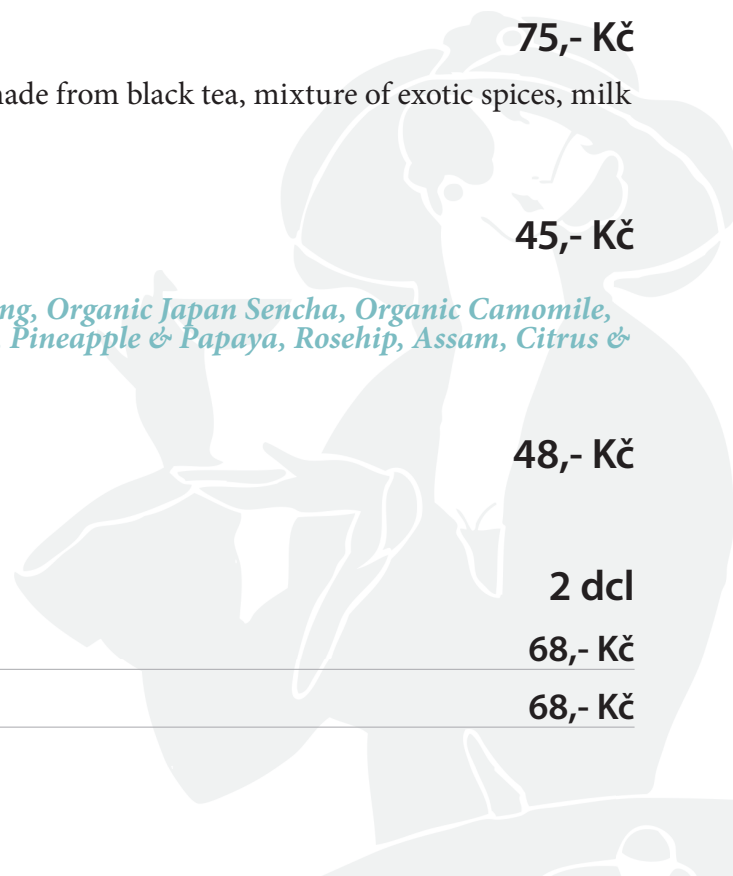 75,- Kč
made from black tea, mixture of exotic spices, milk
45,- Kč
ng, Organic Japan Sencha, Organic Camomile,
Pineapple & Papaya, Rosehip, Assam, Citrus &
48,- Kč
2 dcl
68,- Kč
68,- Kč